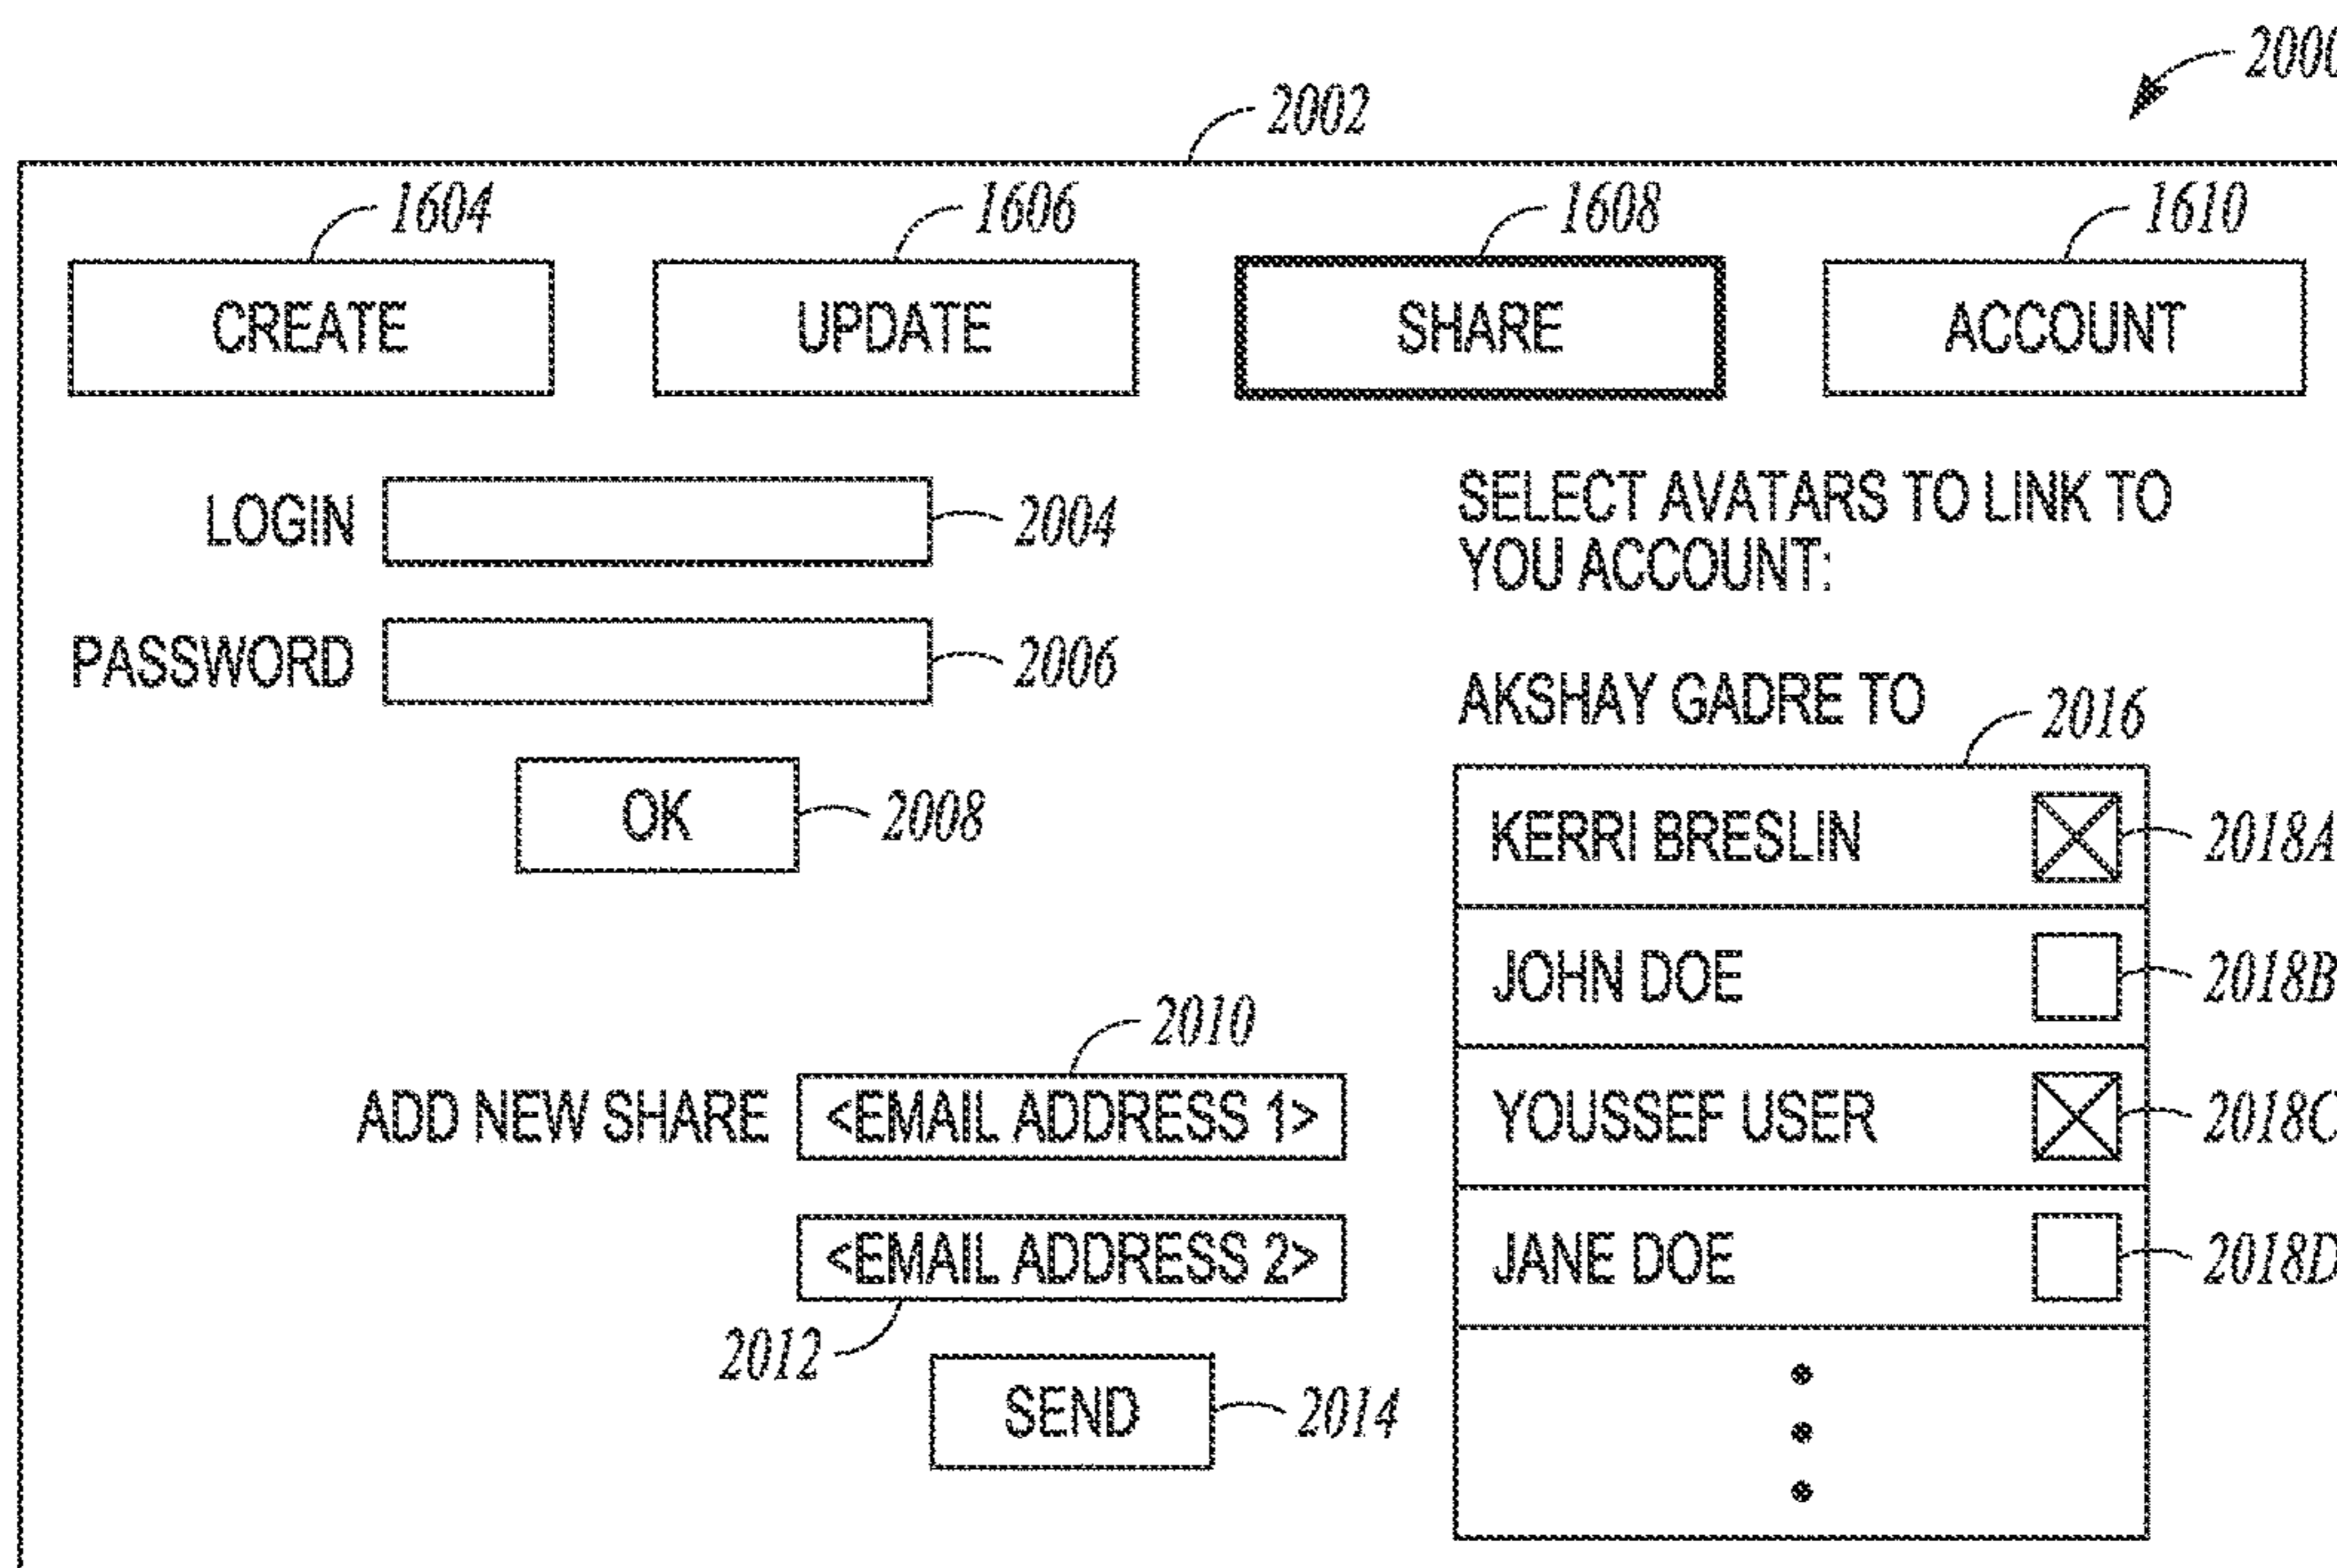 2000
2002
1604
1606
1608
1610
CREATE
UPDATE
SHARE
ACCOUNT
LOGIN
2004
PASSWORD
2006
OK
2008
SELECT AVATARS TO LINK TO
YOU ACCOUNT:
AKSHAY GADRE TO
2016
KERRI BRESLIN
2018A
JOHN DOE
2018B
YOUSSEF USER
2018C
JANE DOE
2018D
2010
ADD NEW SHARE <EMAIL ADDRESS 1>
<EMAIL ADDRESS 2>
2012
SEND
2014